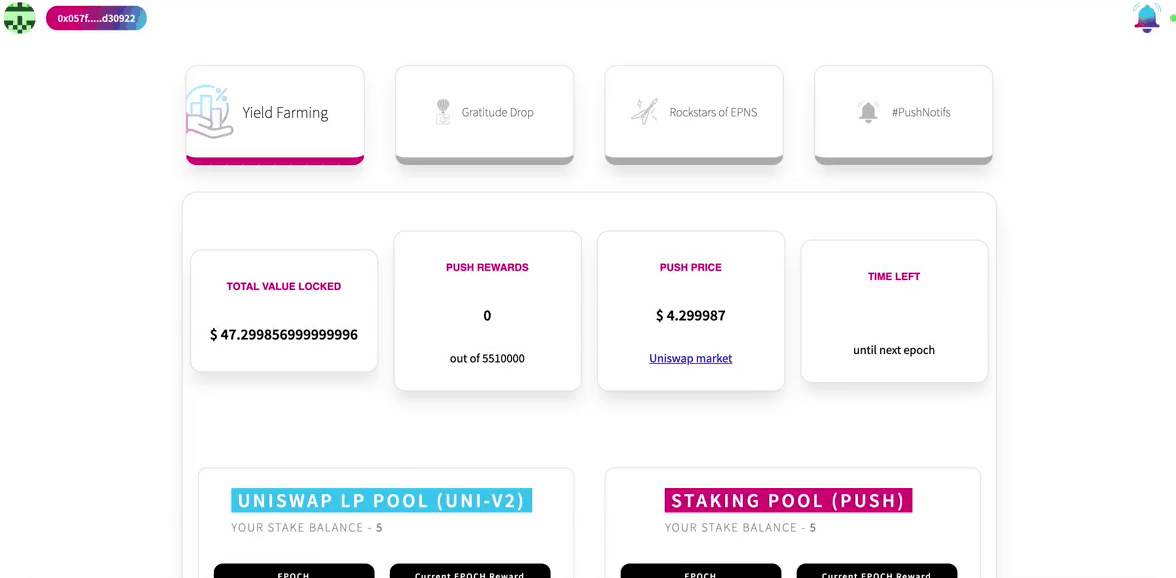 0x057f.....d30922
Yield Farming
Gratitude Drop
Rockstars of EPNS
#PushNotifs
TOTAL VALUE LOCKED
$ 47.299856999999996
PUSH REWARDS
0
out of 5510000
PUSH PRICE
$ 4.299987
Uniswap market
TIME LEFT
until next epoch
UNISWAP LP POOL (UNI-V2)
YOUR STAKE BALANCE - 5
EPOCH
Current EPOCH Reward
STAKING POOL (PUSH)
YOUR STAKE BALANCE - 5
EPOCH
Current EPOCH Reward